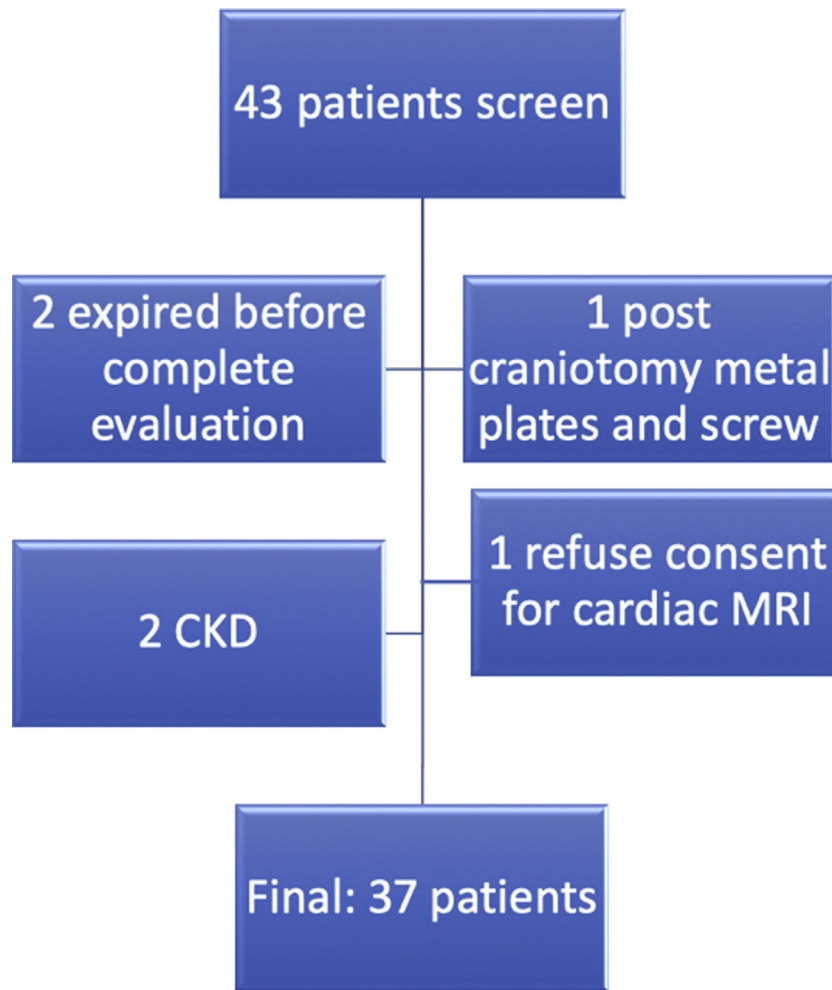 43 patients screen
2 expired before
complete
evaluation
1 post
craniotomy metal
plates and screw
2 CKD
1 refuse consent
for cardiac MRI
Final: 37 patients